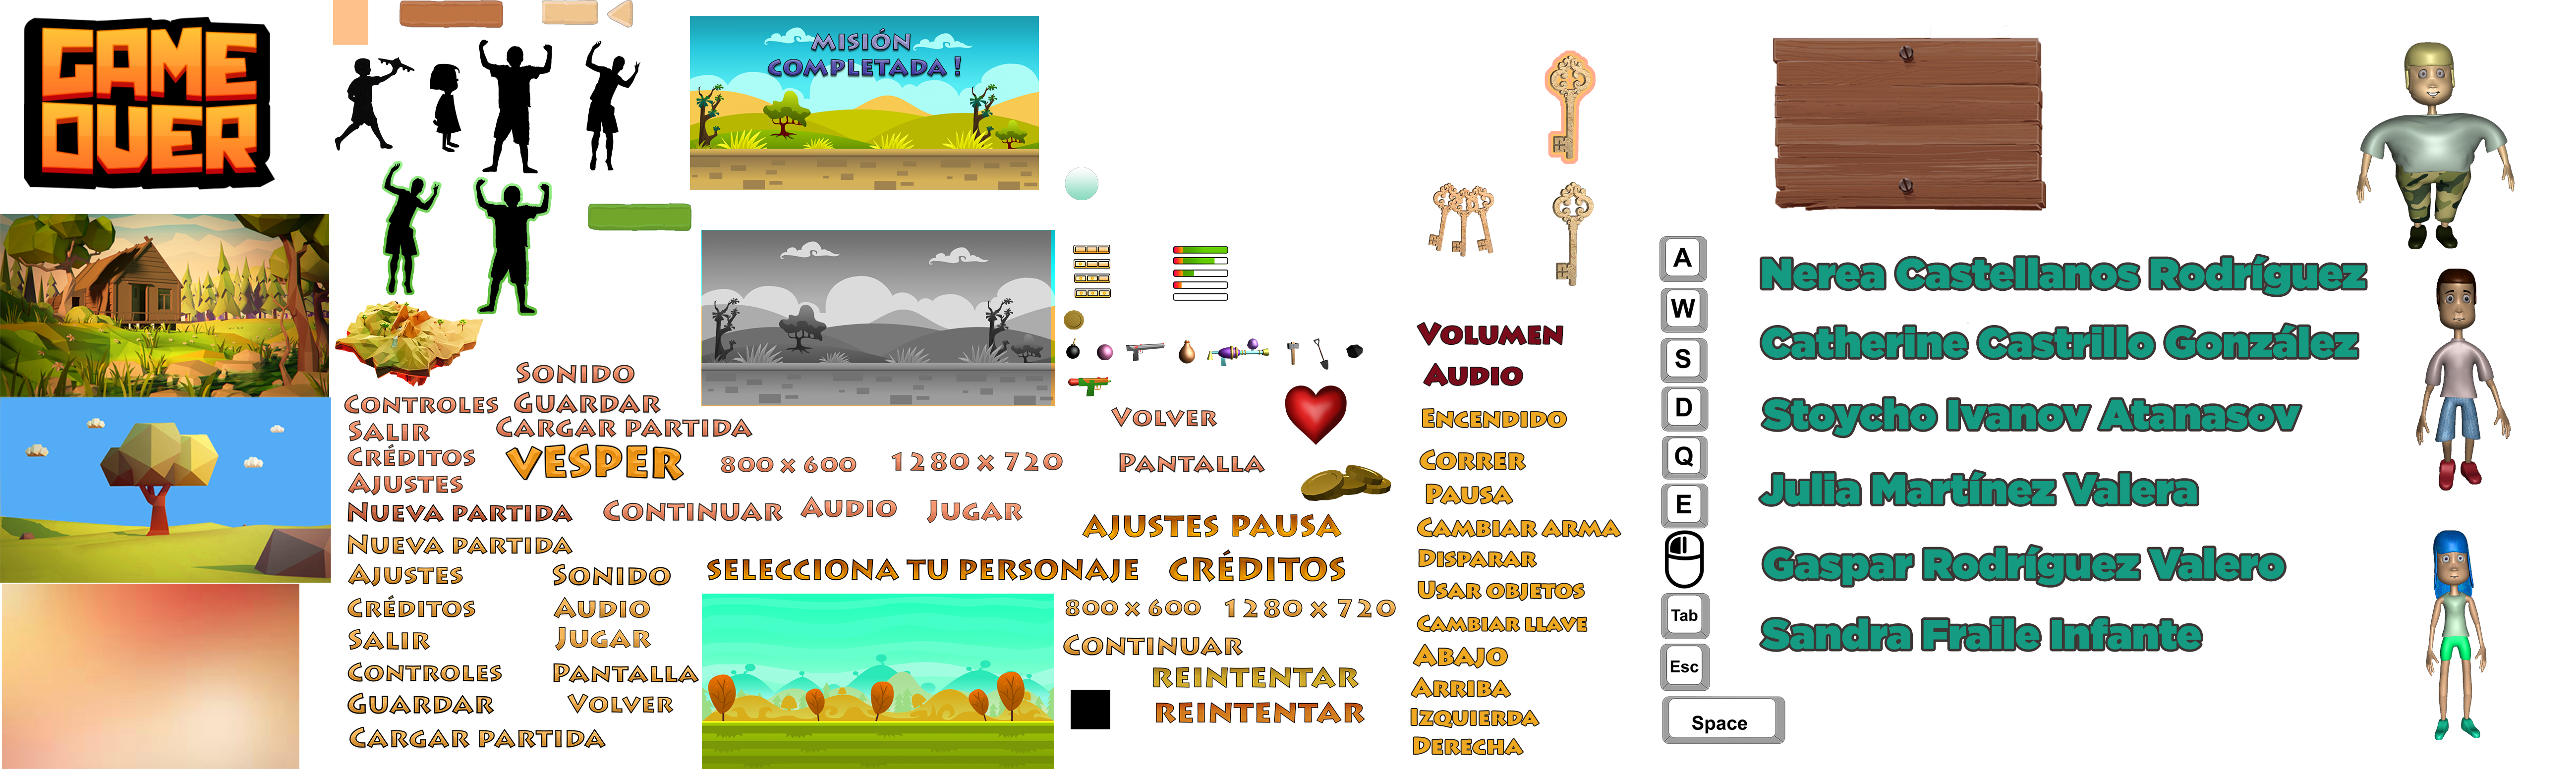 GAME
OVER
MISIÓN
COMPLETADA !
SONIDO
CONTROLES
GUARDAR
SALIR
CARGAR PARTIDA
CRÉDITOS
VESPER
AJUSTES
800 x 600
1280 x 720
VOLVER
PANTALLA
NUEVA PARTIDA
CONTINUAR
AUDIO
JUGAR
NUEVA PARTIDA
AJUSTES
SONIDO
CRÉDITOS
AUDIO
SALIR
JUGAR
CONTROLES
PANTALLA
GUARDAR
VOLVER
CARGAR PARTIDA
AJUSTES PAUSA
SELECCIONA TU PERSONAJE
CRÉDITOS
800 x 600
1280 x 720
CONTINUAR
REINTENTAR
REINTENTAR
VOLUMEN
AUDIO
ENCENDIDO
CORRER
PAUSA
CAMBIAR ARMA
DISPARAR
USAR OBJETOS
CAMBIAR LLAVE
ABAJO
ARRIBA
IZQUIERDA
DERECHA
A
W
S
D
Q
E
Tab
Esc
Space
Nerea Castellanos Rodríguez
Catherine Castrillo González
Stoycho Ivanov Atanasov
Julia Martínez Valera
Gaspar Rodríguez Valero
Sandra Fraile Infante